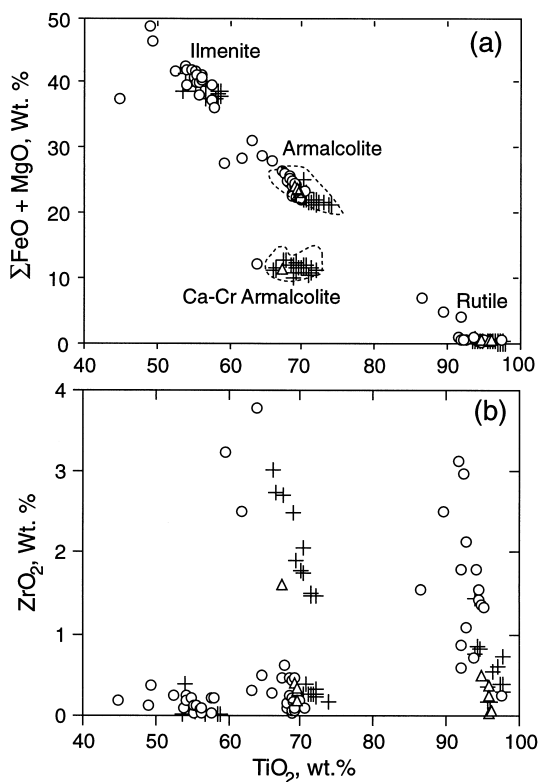 (a)
50
40
30
20
10
0
ΣFeO + MgO, Wt. %
Ilmenite
Armalcolite
Ca-Cr Armalcolite
Rutile
40 50 60 70 80 90 100
(b)
4
3
2
1
0
ZrO2, Wt. %
40 50 60 70 80 90 100
TiO2, wt.%